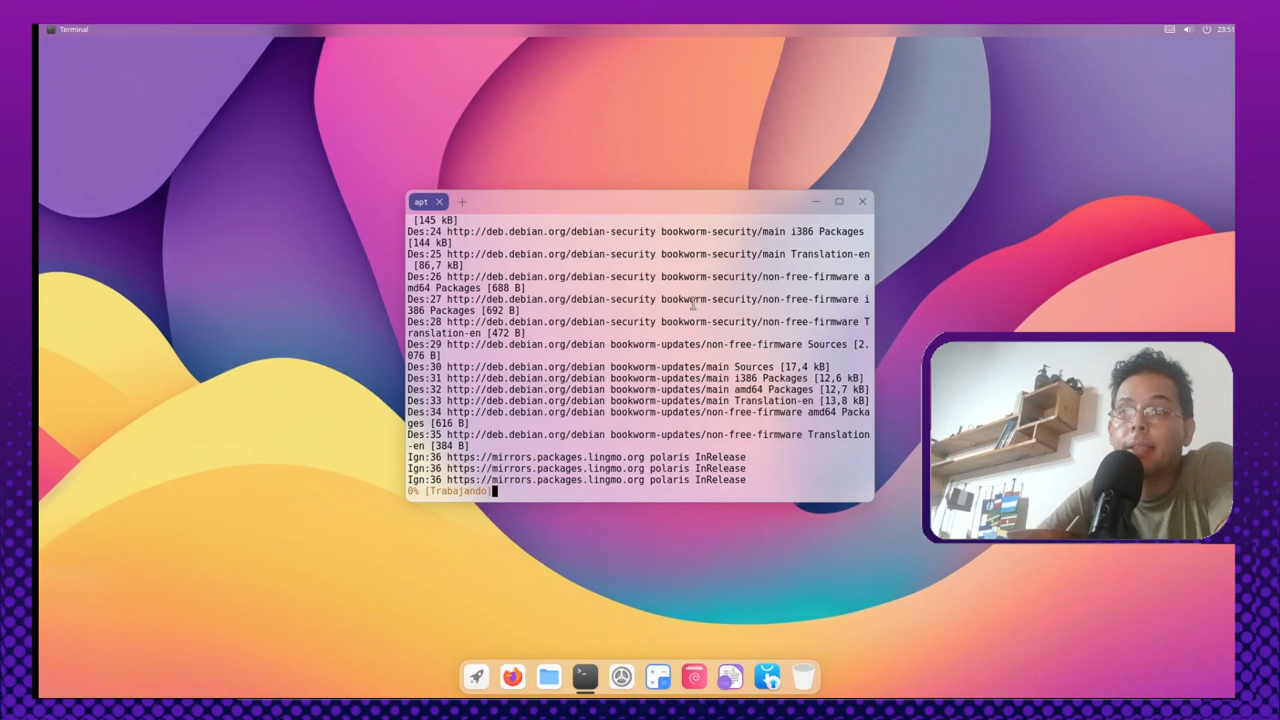 Terminal
23:51
apt
[145 kB]
Des:24 http://deb.debian.org/debian-security bookworm-security/main i386 Packages
[144 kB]
Des:25 http://deb.debian.org/debian-security bookworm-security/main Translation-en
[86,7 kB]
Des:26 http://deb.debian.org/debian-security bookworm-security/non-free-firmware a
md64 Packages [688 B]
Des:27 http://deb.debian.org/debian-security bookworm-security/non-free-firmware i
386 Packages [692 B]
Des:28 http://deb.debian.org/debian-security bookworm-security/non-free-firmware T
ranslation-en [472 B]
Des:29 http://deb.debian.org/debian bookworm-updates/non-free-firmware Sources [2.
076 B]
Des:30 http://deb.debian.org/debian bookworm-updates/main Sources [17,4 kB]
Des:31 http://deb.debian.org/debian bookworm-updates/main i386 Packages [12,6 kB]
Des:32 http://deb.debian.org/debian bookworm-updates/main amd64 Packages [12,7 kB]
Des:33 http://deb.debian.org/debian bookworm-updates/main Translation-en [13,8 kB]
Des:34 http://deb.debian.org/debian bookworm-updates/non-free-firmware amd64 Packa
ges [616 B]
Des:35 http://deb.debian.org/debian bookworm-updates/non-free-firmware Translation
-en [384 B]
Ign:36 https://mirrors.packages.lingmo.org polaris InRelease
Ign:36 https://mirrors.packages.lingmo.org polaris InRelease
Ign:36 https://mirrors.packages.lingmo.org polaris InRelease
0% [Trabajando]